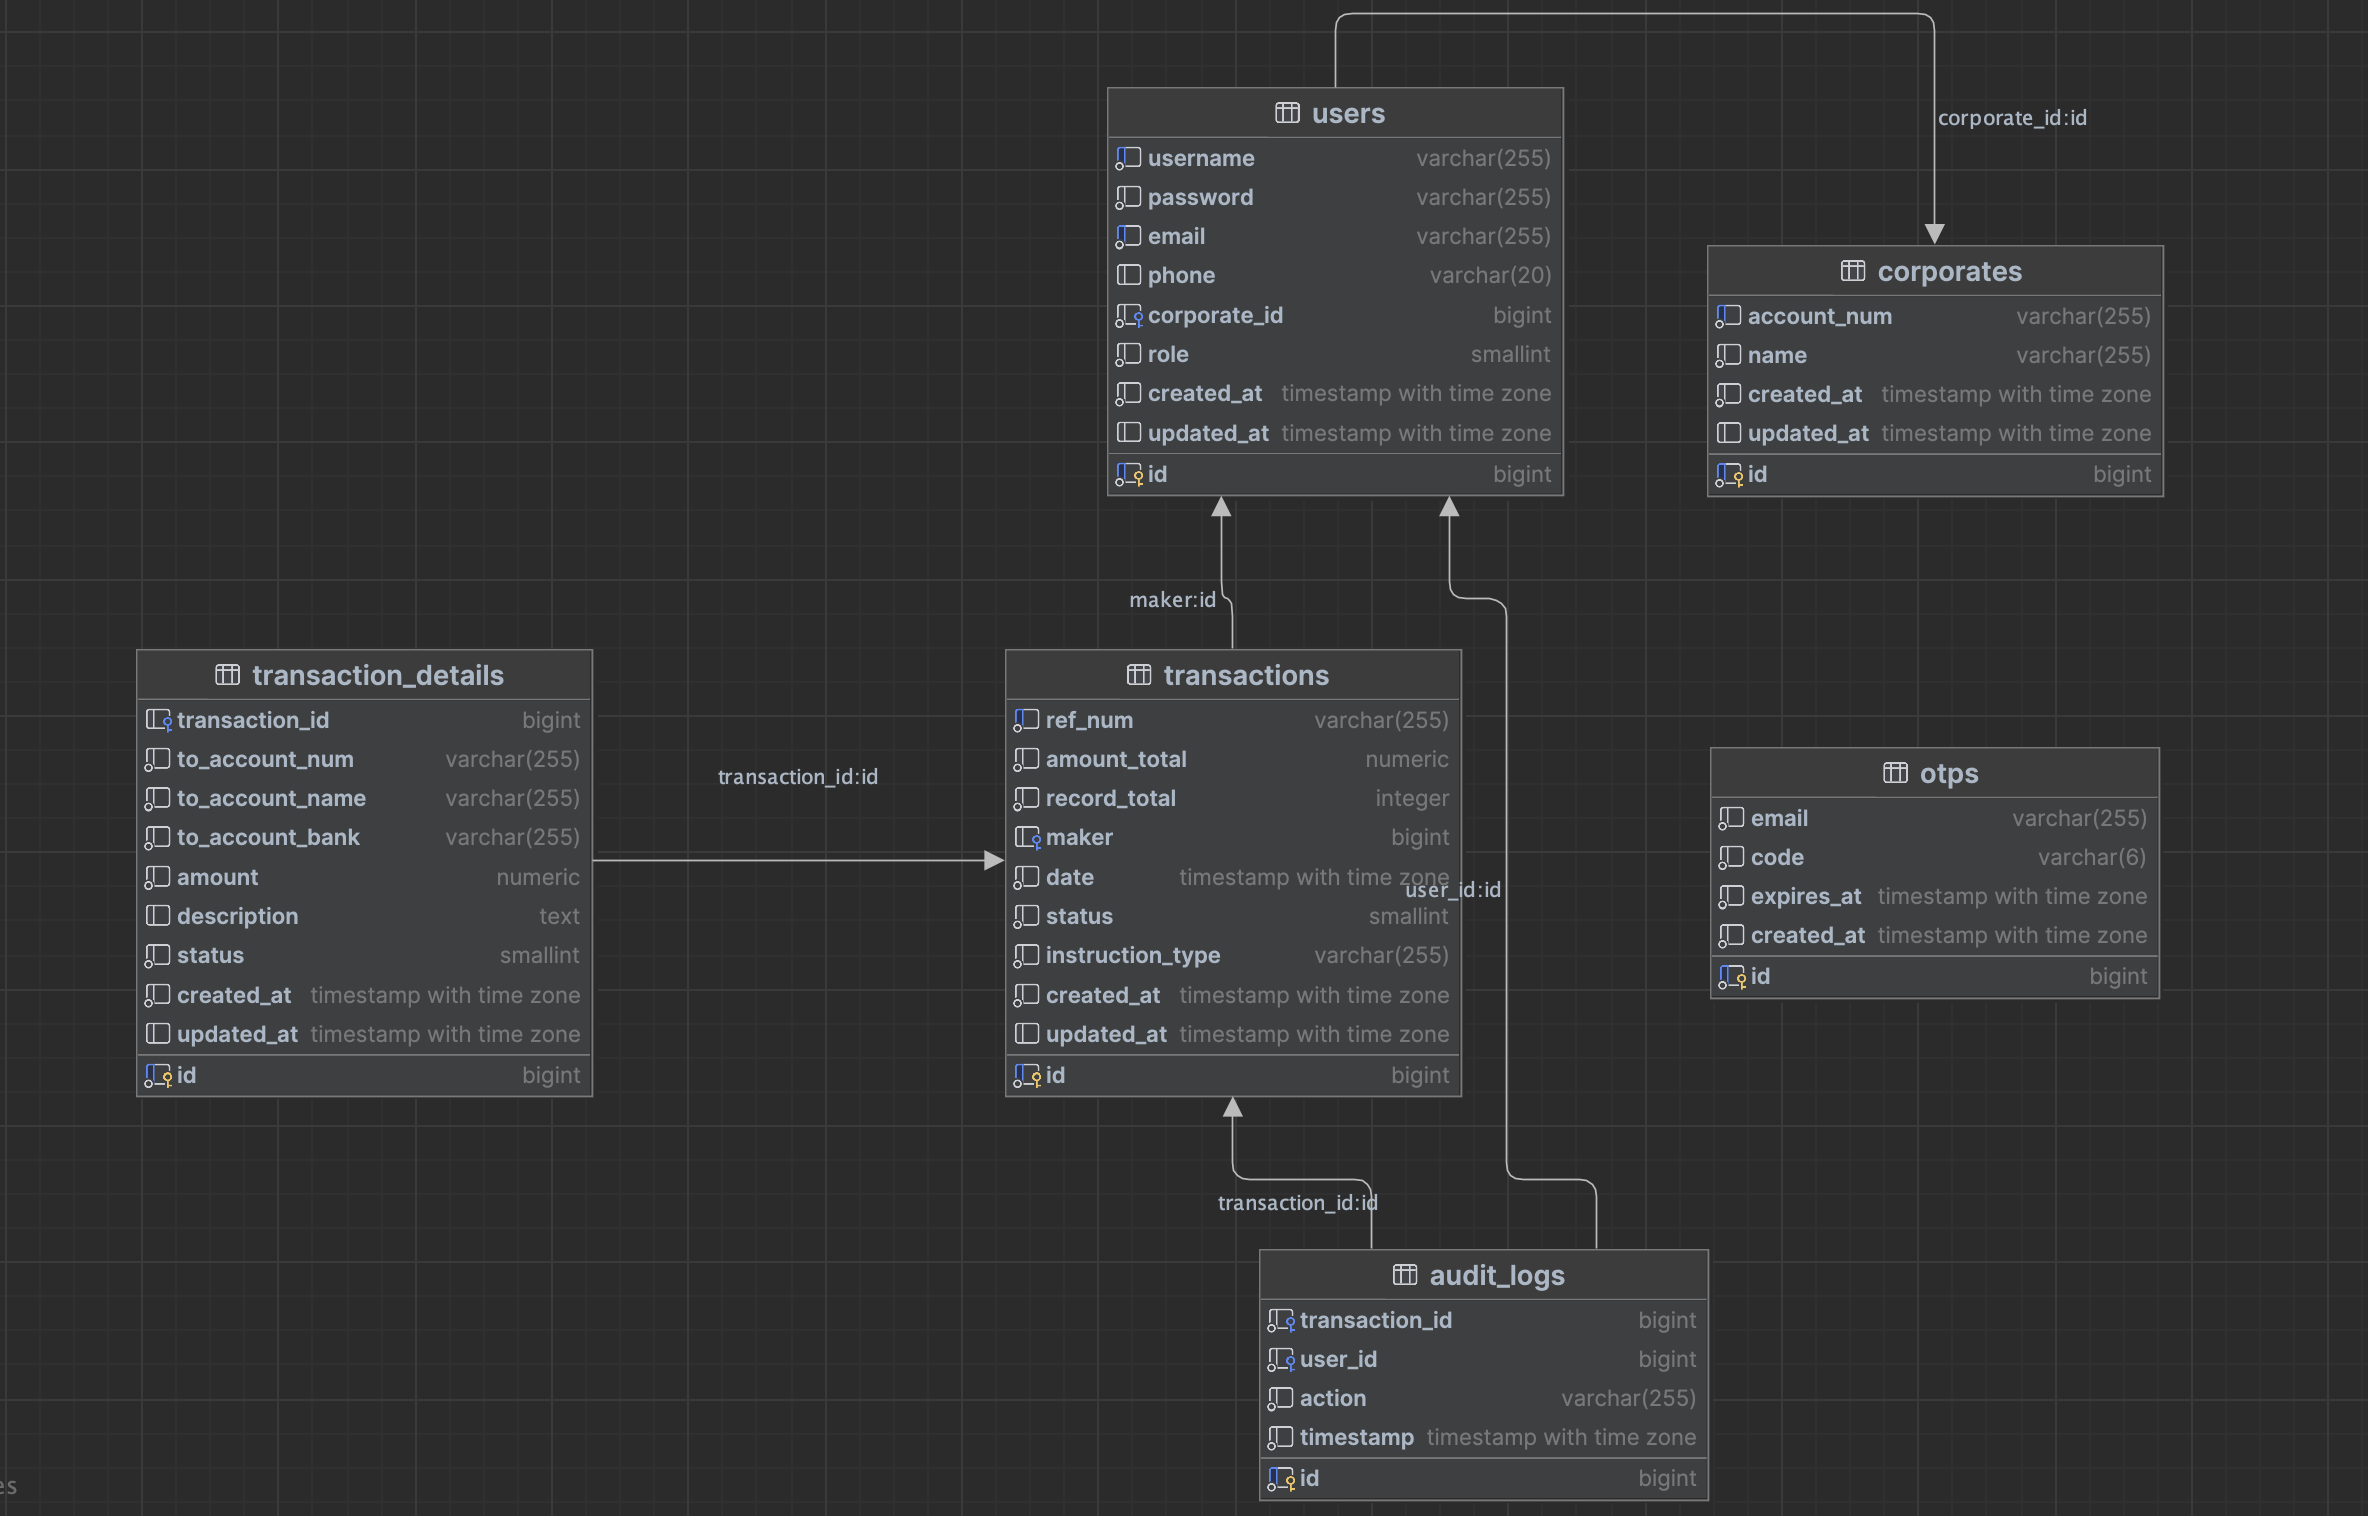 users
username varchar(255)
password varchar(255)
email varchar(255)
phone varchar(20)
corporate_id bigint
role smallint
created_at timestamp with time zone
updated_at timestamp with time zone
id bigint
corporate_id:id
corporates
account_num varchar(255)
name varchar(255)
created_at timestamp with time zone
updated_at timestamp with time zone
id bigint
maker:id
transaction_details
transaction_id bigint
to_account_num varchar(255)
to_account_name varchar(255)
to_account_bank varchar(255)
amount numeric
description text
status smallint
created_at timestamp with time zone
updated_at timestamp with time zone
id bigint
transaction_id:id
transactions
ref_num varchar(255)
amount_total numeric
record_total integer
maker bigint
date timestamp with time zone
status smallint
instruction_type varchar(255)
created_at timestamp with time zone
updated_at timestamp with time zone
id bigint
user_id:id
otps
email varchar(255)
code varchar(6)
expires_at timestamp with time zone
created_at timestamp with time zone
id bigint
transaction_id:id
audit_logs
transaction_id bigint
user_id bigint
action varchar(255)
timestamp timestamp with time zone
id bigint